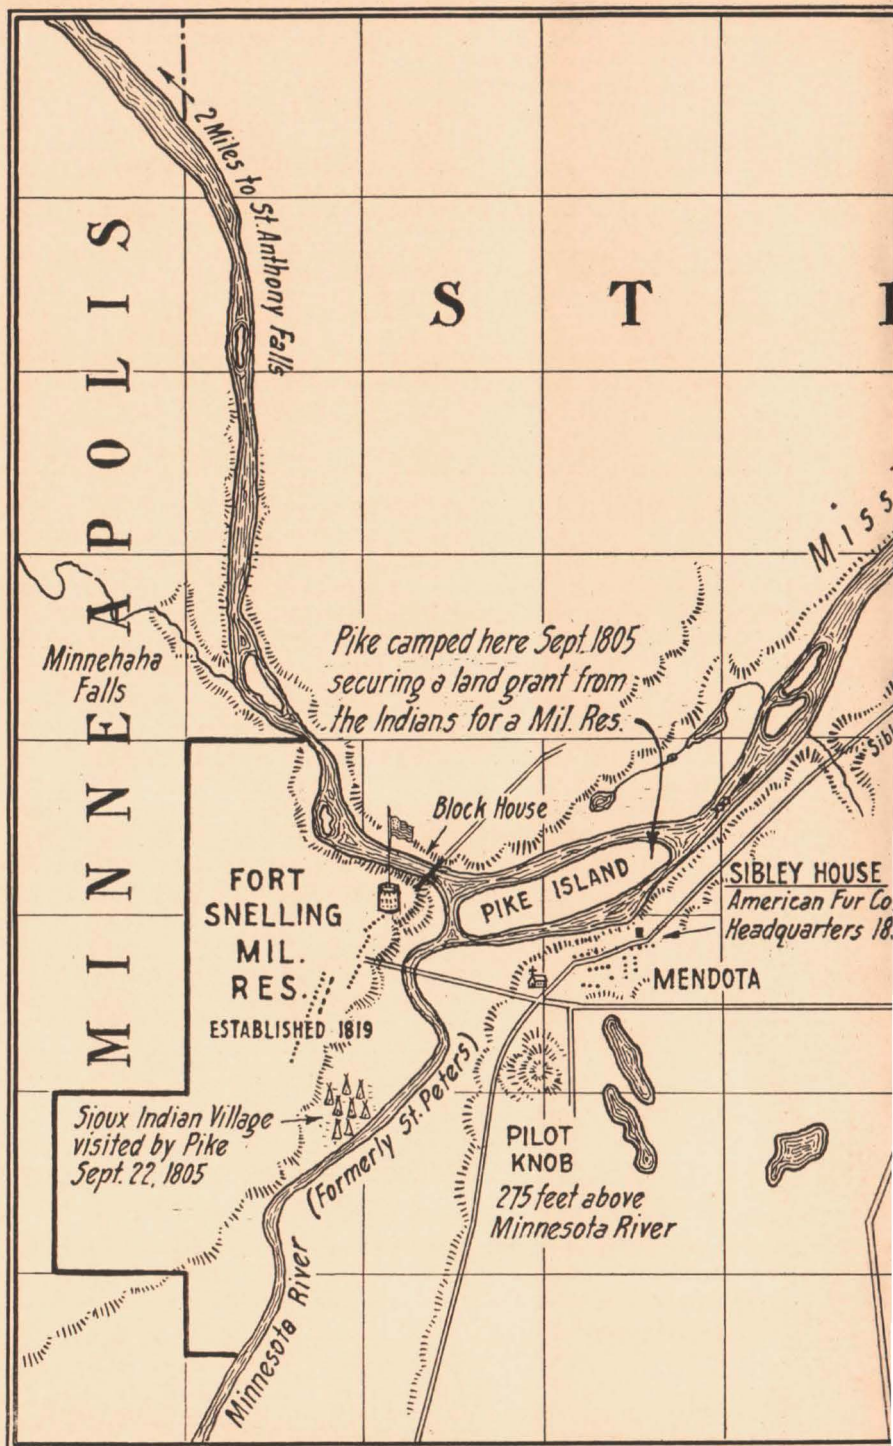 2 Miles to St. Anthony Falls
MINNEAPOLIS
S T
Miss
Minnehaha
Falls
Pike camped here Sept. 1805
securing a land grant from
the Indians for a Mil. Res.
Sibl
Block House
FORT
SNELLING
MIL.
RES.
ESTABLISHED 1819
PIKE ISLAND
SIBLEY HOUSE
American Fur Co.
Headquarters 18
MENDOTA
Sioux Indian Village
visited by Pike
Sept. 22, 1805
(Formerly St. Peters)
Minnesota River
PILOT
KNOB
275 feet above
Minnesota River